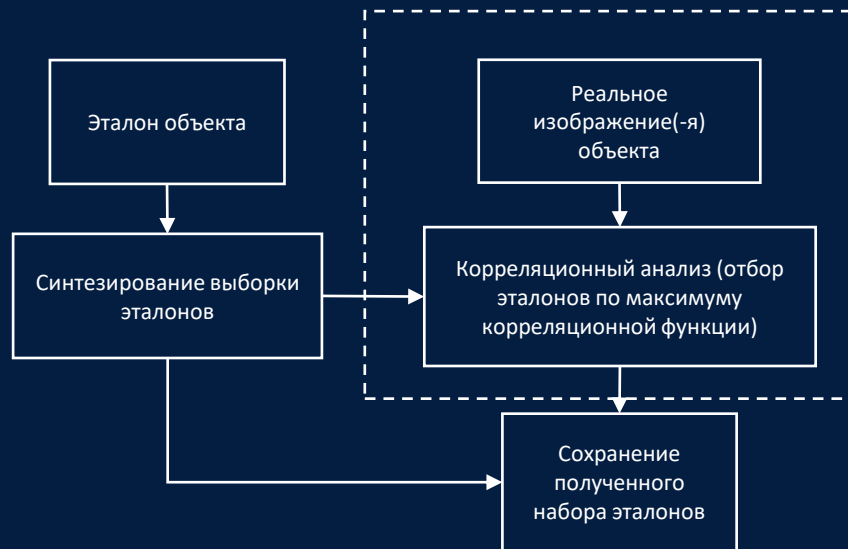 Эталон объекта
Реальное
изображение(-я)
объекта
Синтезирование выборки
эталонов
Корреляционный анализ (отбор
эталонов по максимуму
корреляционной функции)
Сохранение
полученного
набора эталонов